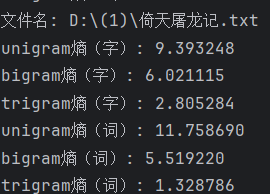 文件名: D:\(1)\倚天屠龙记.txt
unigram熵（字）: 9.393248
bigram熵（字）: 6.021115
trigram熵（字）: 2.805284
unigram熵（词）: 11.758690
bigram熵（词）: 5.519220
trigram熵（词）: 1.328786